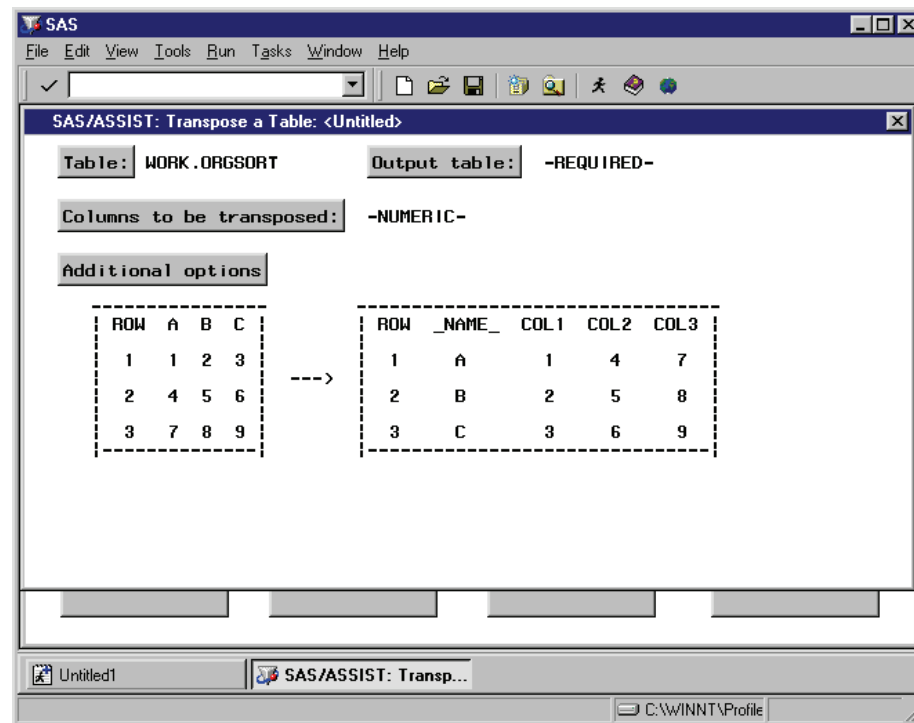 SAS
File Edit View Tools Run Tasks Window Help
SAS/ASSIST: Transpose a Table: <Untitled>
Table: WORK.ORGSORT Output table: -REQUIRED-
Columns to be transposed: -NUMERIC-
Additional options
ROW A B C
1 1 2 3
2 4 5 6
3 7 8 9
--->
ROW _NAME_ COL1 COL2 COL3
1 A 1 4 7
2 B 2 5 8
3 C 3 6 9
Untitled1 SAS/ASSIST: Transp...
C:\WINNT\Profile